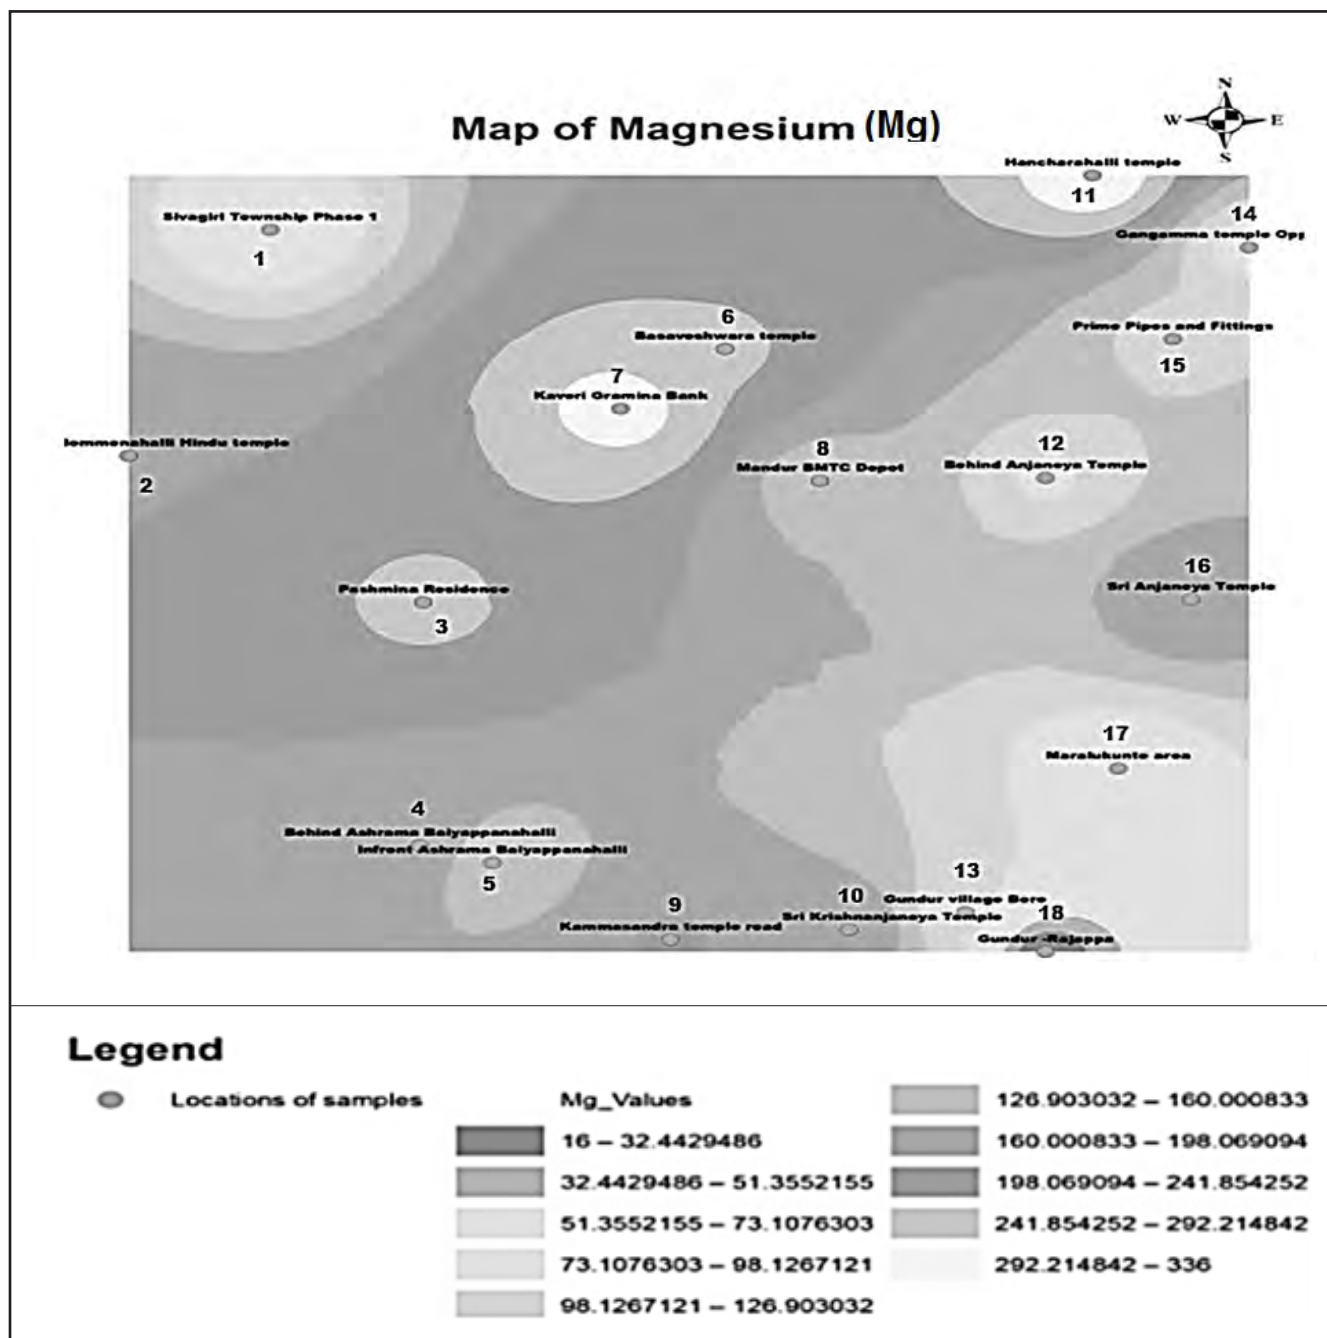 Map of Magnesium (Mg)
N
W E
S
Hancharahalli temple
11
Sivagiri Township Phase 1
1
14
Gangamma temple Opp
6
Basaveshwara temple
Prime Pipes and Fittings
15
7
Kaveri Gramina Bank
Iommenahalli Hindu temple
2
8
Mandur BMTC Depot
12
Behind Anjaneya Temple
16
Sri Anjaneya Temple
Pashmina Residence
3
17
Maralukunte area
4
Behind Ashrama Baiyappanahalli
Infront Ashrama Baiyappanahalli
5
13
Gundur village Bore
10
Sri Krishnanjaneya Temple
9
Kammasandra temple road
18
Gundur -Rajappa
Legend
Locations of samples
Mg_Values
16 – 32.4429486
32.4429486 – 51.3552155
51.3552155 – 73.1076303
73.1076303 – 98.1267121
98.1267121 – 126.903032
126.903032 – 160.000833
160.000833 – 198.069094
198.069094 – 241.854252
241.854252 – 292.214842
292.214842 – 336